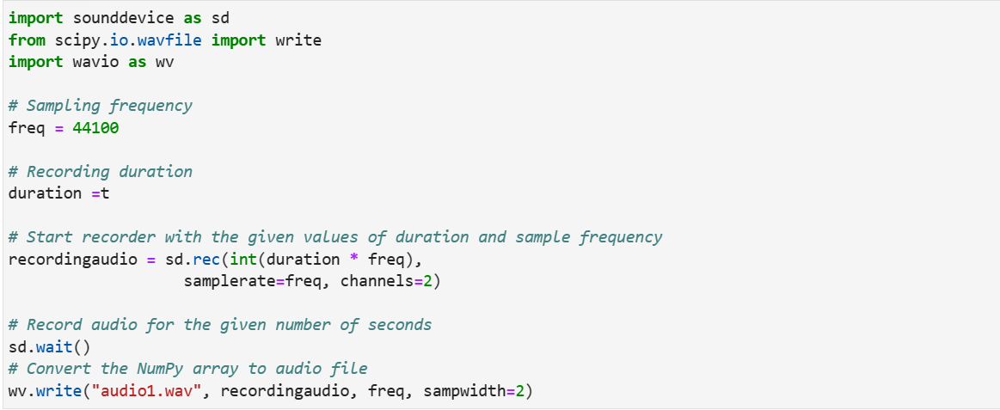 import sounddevice as sd
from scipy.io.wavfile import write
import wavio as wv
# Sampling frequency
freq = 44100
# Recording duration
duration =t
# Start recorder with the given values of duration and sample frequency
recordingaudio = sd.rec(int(duration * freq),
samplerate=freq, channels=2)
# Record audio for the given number of seconds
sd.wait()
# Convert the NumPy array to audio file
wv.write("audio1.wav", recordingaudio, freq, sampwidth=2)